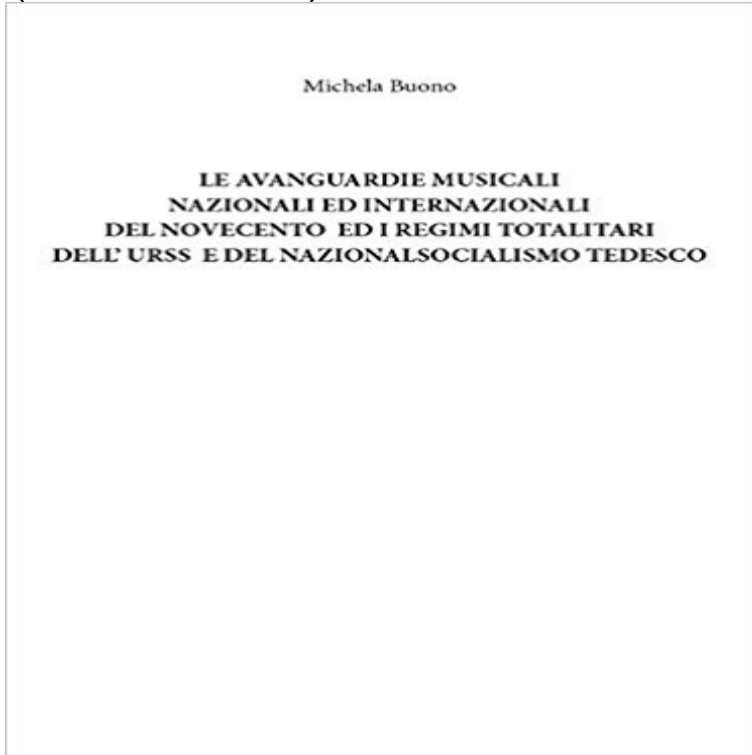 Michela Buono
LE AVANGUARDIE MUSICALI
NAZIONALI ED INTERNAZIONALI
DEL NOVECENTO ED I REGIMI TOTALITARI
DELL' URSS E DEL NAZIONALSOCIALISMO TEDESCO